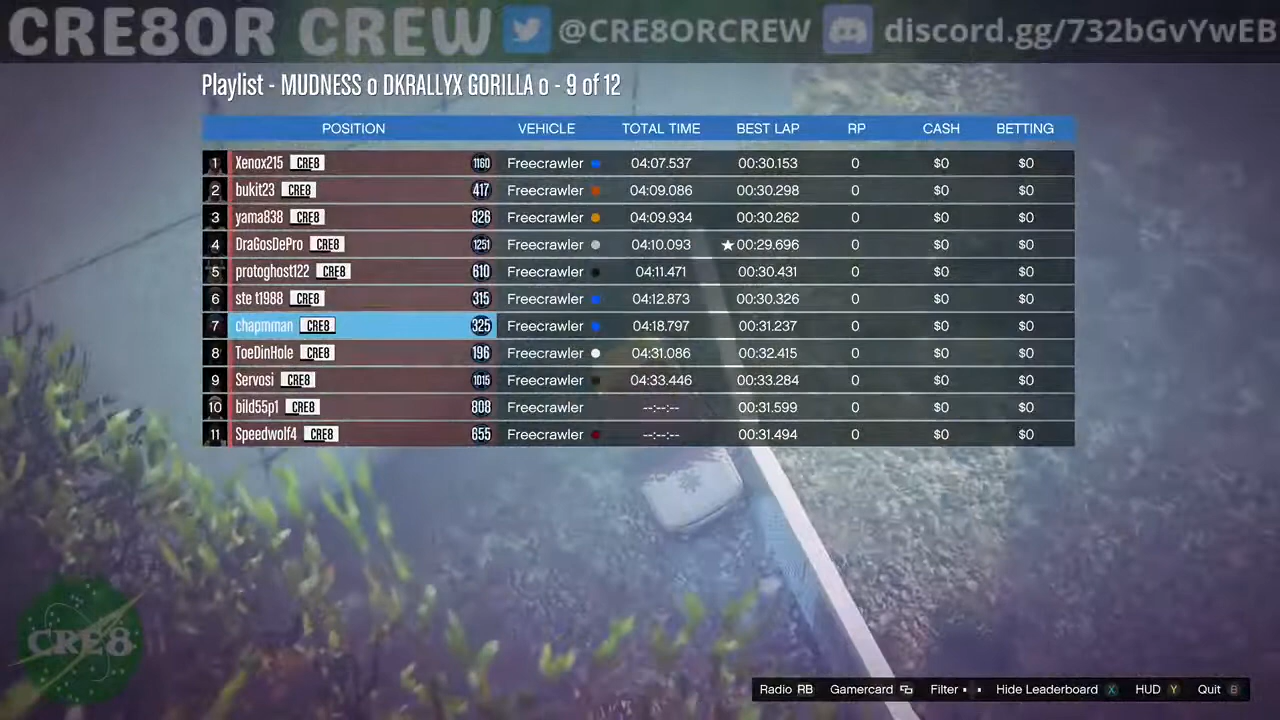 CRE8OR CREW @CRE8ORCREW discord.gg/732bGvYwEB
Playlist - MUDNESS o DKRALLYX GORILLA o - 9 of 12
POSITION VEHICLE TOTAL TIME BEST LAP RP CASH BETTING
1 Xenox215 CRE8 1160 Freecrawler 04:07.537 00:30.153 0 $0 $0
2 bukit23 CRE8 417 Freecrawler 04:09.086 00:30.298 0 $0 $0
3 yama838 CRE8 826 Freecrawler 04:09.934 00:30.262 0 $0 $0
4 DraGosDePro CRE8 1251 Freecrawler 04:10.093 ★ 00:29.696 0 $0 $0
5 protoghost122 CRE8 610 Freecrawler 04:11.471 00:30.431 0 $0 $0
6 ste t1988 CRE8 315 Freecrawler 04:12.873 00:30.326 0 $0 $0
7 chapmman CRE8 325 Freecrawler 04:18.797 00:31.237 0 $0 $0
8 ToeDinHole CRE8 196 Freecrawler 04:31.086 00:32.415 0 $0 $0
9 Servosi CRE8 1015 Freecrawler 04:33.446 00:33.284 0 $0 $0
10 bild55p1 CRE8 808 Freecrawler --:--:-- 00:31.599 0 $0 $0
11 Speedwolf4 CRE8 655 Freecrawler --:--:-- 00:31.494 0 $0 $0
CRE8
Radio RB Gamercard Filter Hide Leaderboard X HUD Y Quit B